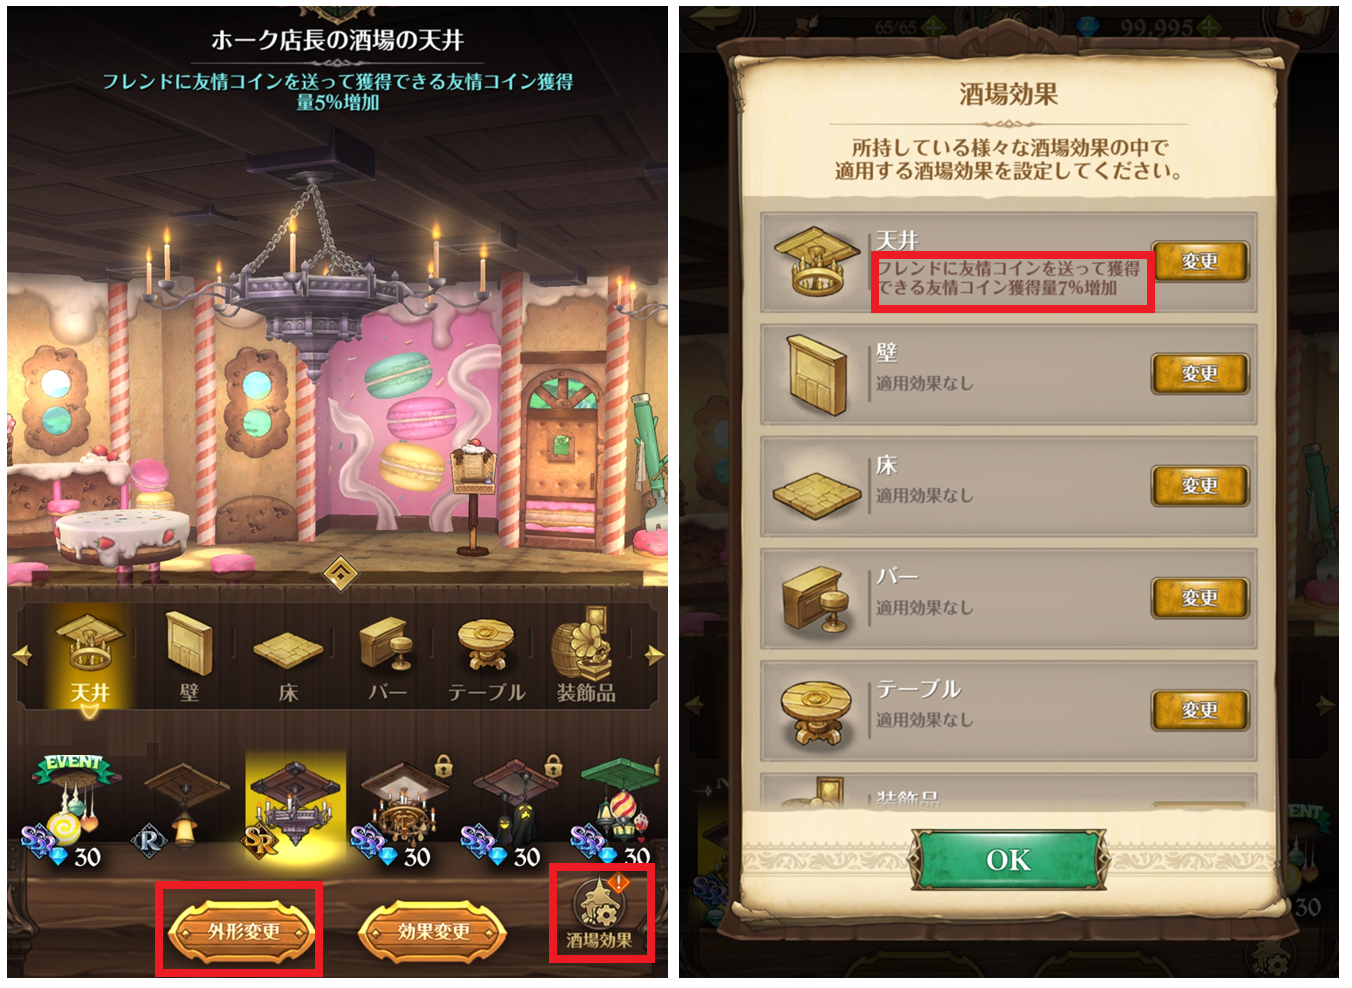 ホーク店長の酒場の天井
フレンドに友情コインを送って獲得できる友情コイン獲得
量5%増加
天井
壁
床
バー
テーブル
装飾品
EVENT
SSR
30
R
SR
SSR
30
SSR
30
SSR
30
外形変更
効果変更
酒場効果
65/65
99,995
酒場効果
所持している様々な酒場効果の中で
適用する酒場効果を設定してください。
天井
フレンドに友情コインを送って獲得
できる友情コイン獲得量7%増加
変更
壁
適用効果なし
変更
床
適用効果なし
変更
バー
適用効果なし
変更
テーブル
適用効果なし
変更
装飾品
OK
30